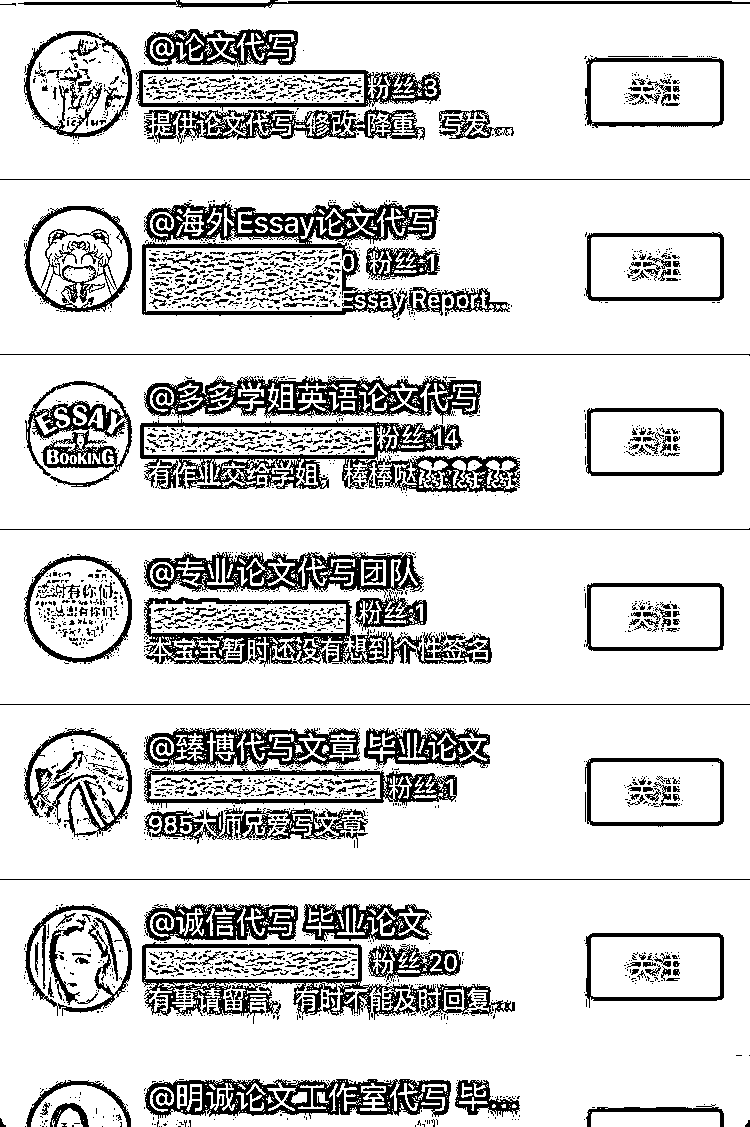 @论文代写
粉丝:3
关注
提供论文代写-修改-降重，写发...
@海外Essay论文代写
0 粉丝:1
关注
Essay Report...
ESSAY
BOOKING
@多多学姐英语论文代写
粉丝:14
关注
有作业交给学姐，棒棒哒
感谢有你们
@专业论文代写团队
粉丝:1
关注
本宝宝暂时还没有想到个性签名
@臻博代写文章 毕业论文
粉丝:1
关注
985大师兄爱写文章
@诚信代写 毕业论文
粉丝:20
关注
有事请留言，有时不能及时回复...
@明诚论文工作室代写 毕...